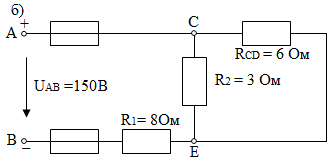 б)
+
A
C
RCD = 6 Ом
UAB =150В
R2 = 3 Ом
R1= 8Ом
B
−
E